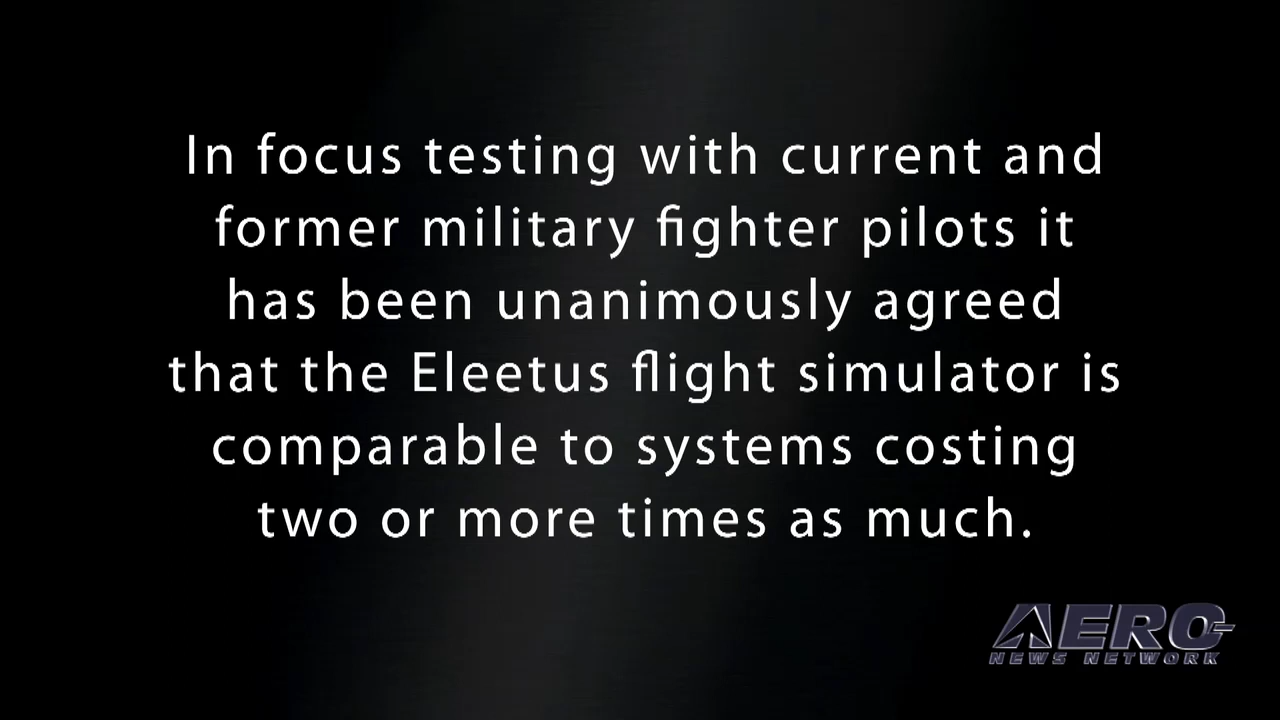 In focus testing with current and
former military fighter pilots it
has been unanimously agreed
that the Eleetus flight simulator is
comparable to systems costing
two or more times as much.
AERO
NEWS NETWORK